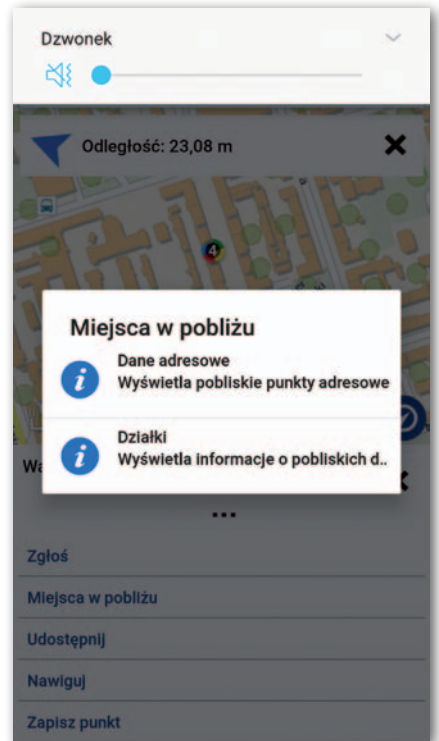 Dzwonek
Odległość: 23,08 m
4
Miejsca w pobliżu
Dane adresowe
Wyświetla pobliskie punkty adresowe
Działki
Wyświetla informacje o pobliskich d..
Zgłoś
Miejsca w pobliżu
Udostępnij
Nawiguj
Zapisz punkt